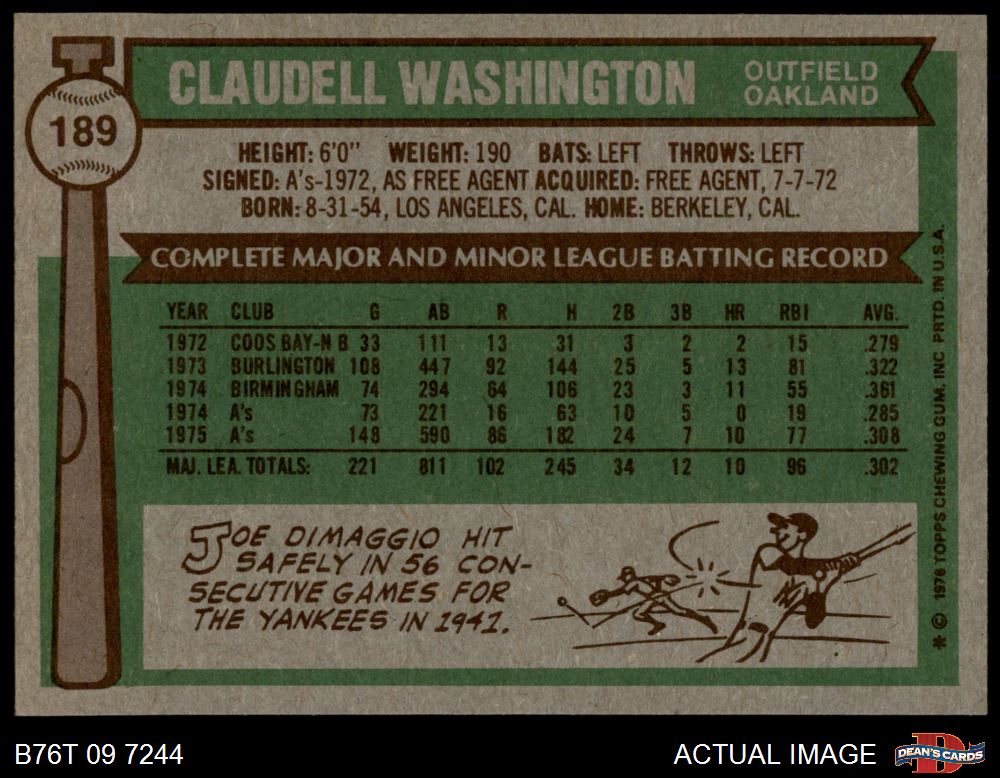 189
CLAUDELL WASHINGTON
OUTFIELD
OAKLAND
HEIGHT: 6'0" WEIGHT: 190 BATS: LEFT THROWS: LEFT
SIGNED: A's-1972, AS FREE AGENT ACQUIRED: FREE AGENT, 7-7-72
BORN: 8-31-54, LOS ANGELES, CAL. HOME: BERKELEY, CAL.
COMPLETE MAJOR AND MINOR LEAGUE BATTING RECORD
YEAR CLUB G AB R H 2B 3B HR RBI AVG.
1972 COOS BAY-N B 33 111 13 31 3 2 2 15 .279
1973 BURLINGTON 108 447 92 144 25 5 13 81 .322
1974 BIRMINGHAM 74 294 64 106 23 3 11 55 .361
1974 A's 73 221 16 63 10 5 0 19 .285
1975 A's 148 590 86 182 24 7 10 77 .308
MAJ. LEA. TOTALS: 221 811 102 245 34 12 10 96 .302
JOE DIMAGGIO HIT
SAFELY IN 56 CON-
SECUTIVE GAMES FOR
THE YANKEES IN 1941.
* © 1976 TOPPS CHEWING GUM, INC. PRTD. IN U.S.A.
B76T 09 7244
ACTUAL IMAGE
DEAN'S CARDS